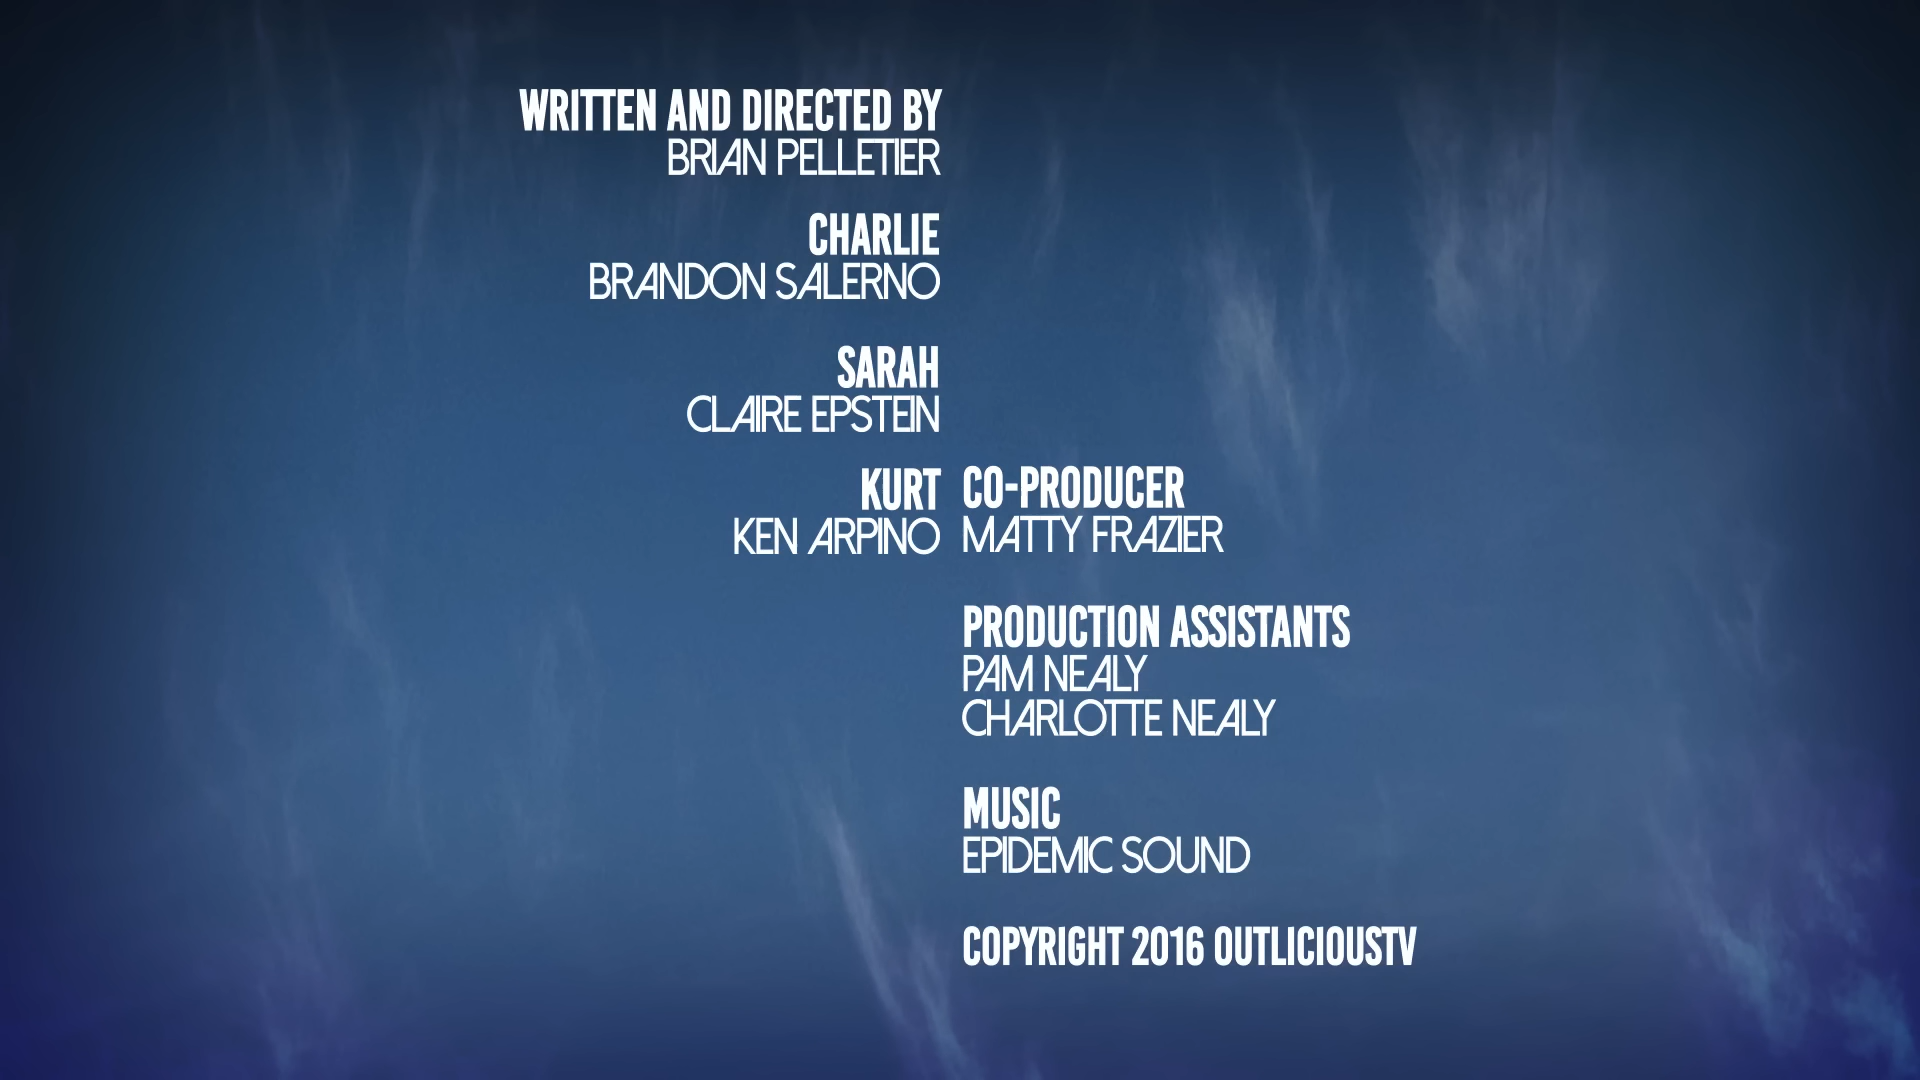 WRITTEN AND DIRECTED BY
BRIAN PELLETIER
CHARLIE
BRANDON SALERNO
SARAH
CLAIRE EPSTEIN
KURT
KEN ARPINO
CO-PRODUCER
MATTY FRAZIER
PRODUCTION ASSISTANTS
PAM NEALY
CHARLOTTE NEALY
MUSIC
EPIDEMIC SOUND
COPYRIGHT 2016 OUTLICIOUSTV